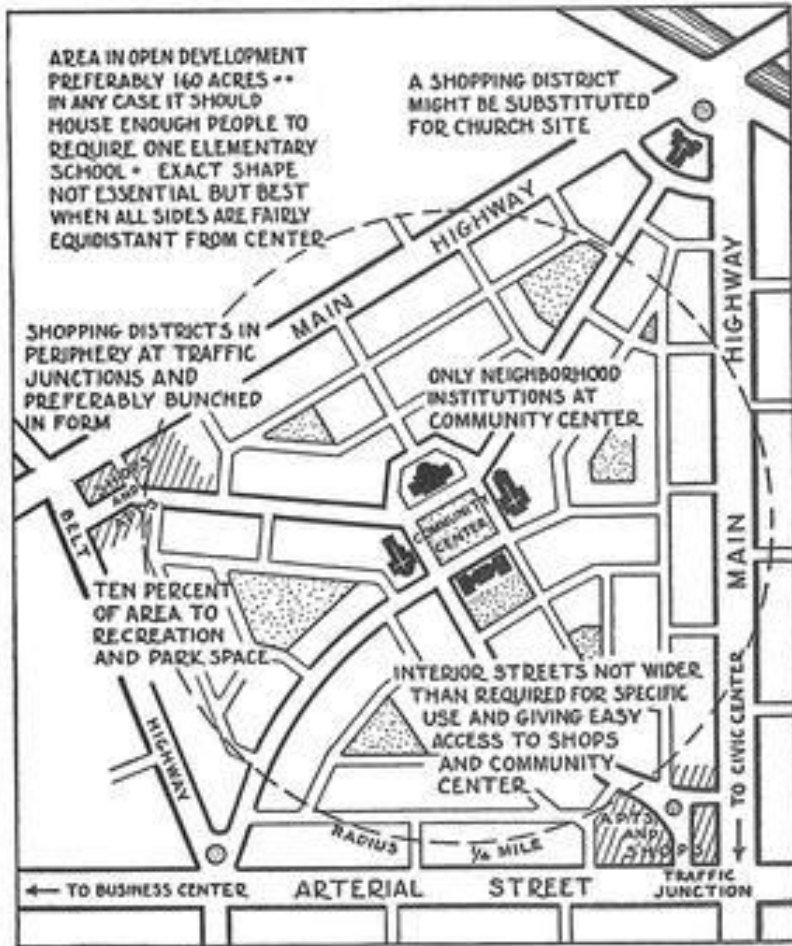 AREA IN OPEN DEVELOPMENT
PREFERABLY 160 ACRES ••
IN ANY CASE IT SHOULD
HOUSE ENOUGH PEOPLE TO
REQUIRE ONE ELEMENTARY
SCHOOL • EXACT SHAPE
NOT ESSENTIAL BUT BEST
WHEN ALL SIDES ARE FAIRLY
EQUIDISTANT FROM CENTER
A SHOPPING DISTRICT
MIGHT BE SUBSTITUTED
FOR CHURCH SITE
MAIN HIGHWAY
HIGHWAY
MAIN
SHOPPING DISTRICTS IN
PERIPHERY AT TRAFFIC
JUNCTIONS AND
PREFERABLY BUNCHED
IN FORM
ONLY NEIGHBORHOOD
INSTITUTIONS AT
COMMUNITY CENTER
SHOPS
AND
BELT
HIGHWAY
COMMUNITY
CENTER
TEN PERCENT
OF AREA TO
RECREATION
AND PARK SPACE
INTERIOR STREETS NOT WIDER
THAN REQUIRED FOR SPECIFIC
USE AND GIVING EASY
ACCESS TO SHOPS
AND COMMUNITY
CENTER
← TO CIVIC CENTER
APTS
AND
SHOPS
RADIUS ¼ MILE
TRAFFIC
JUNCTION
← TO BUSINESS CENTER
ARTERIAL STREET